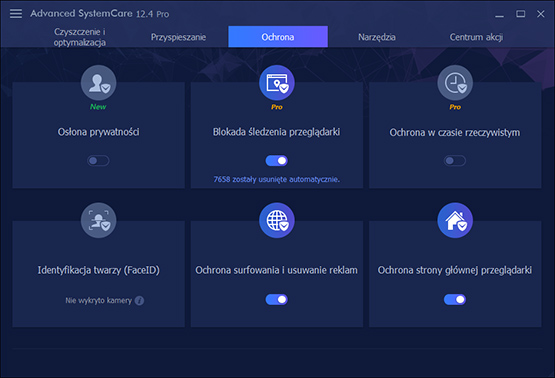 Advanced SystemCare 12.4 Pro
Czyszczenie i
optymalizacja
Przyspieszanie
Ochrona
Narzędzia
Centrum akcji
New
Pro
Pro
Osłona prywatności
Blokada śledzenia przeglądarki
Ochrona w czasie rzeczywistym
7658 zostały usunięte automatycznie.
Identyfikacja twarzy (FaceID)
Ochrona surfowania i usuwanie reklam
Ochrona strony głównej przeglądarki
Nie wykryto kamery